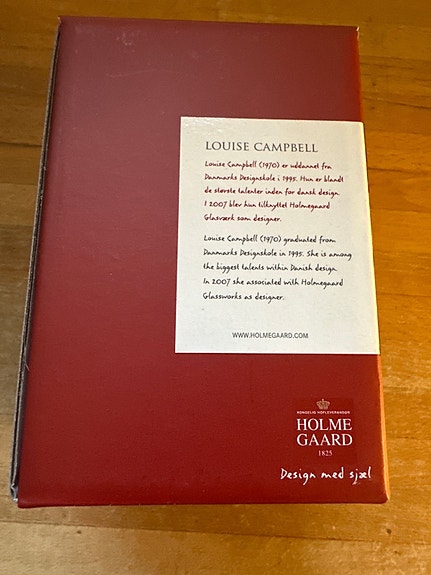 LOUISE CAMPBELL
Louise Campbell (1970) er uddannet fra
Danmarks Designskole i 1995. Hun er blandt
de største talenter inden for dansk design.
I 2007 blev hun tilknyttet Holmegaard
Glasværk som designer.
Louise Campbell (1970) graduated from
Danmarks Designskole in 1995. She is among
the biggest talents within Danish design.
In 2007 she associated with Holmegaard
Glassworks as designer.
WWW.HOLMEGAARD.COM
KONGELIG HOFLEVERANDØR
HOLME
GAARD
1825
Design med sjæl